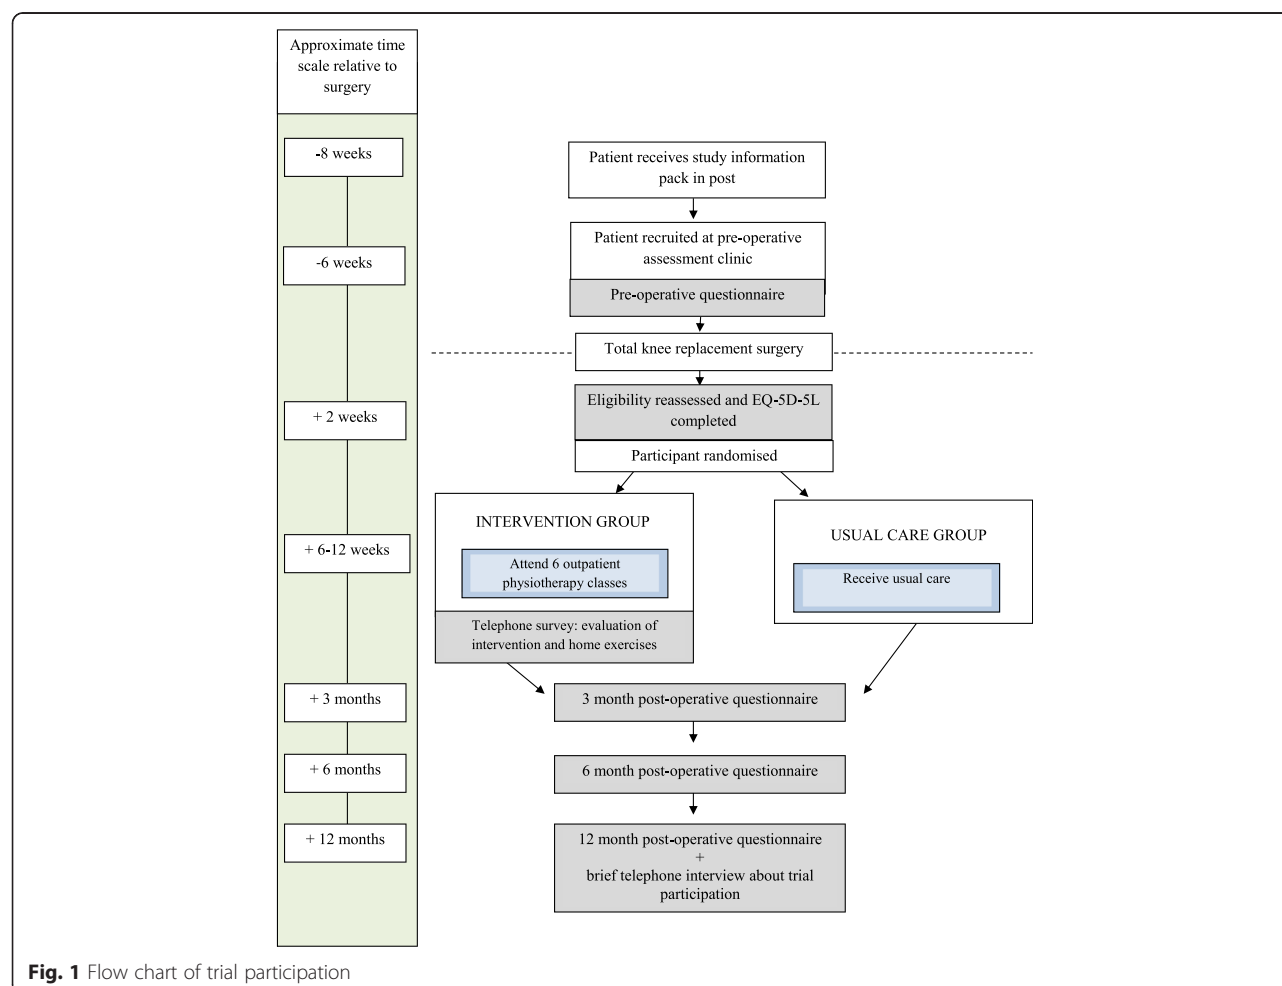 Approximate time
scale relative to
surgery
-8 weeks
-6 weeks
+ 2 weeks
+ 6-12 weeks
+ 3 months
+ 6 months
+ 12 months
Patient receives study information
pack in post
Patient recruited at pre-operative
assessment clinic
Pre-operative questionnaire
Total knee replacement surgery
Eligibility reassessed and EQ-5D-5L
completed
Participant randomised
INTERVENTION GROUP
Attend 6 outpatient
physiotherapy classes
Telephone survey: evaluation of
intervention and home exercises
USUAL CARE GROUP
Receive usual care
3 month post-operative questionnaire
6 month post-operative questionnaire
12 month post-operative questionnaire
+
brief telephone interview about trial
participation
Fig. 1 Flow chart of trial participation